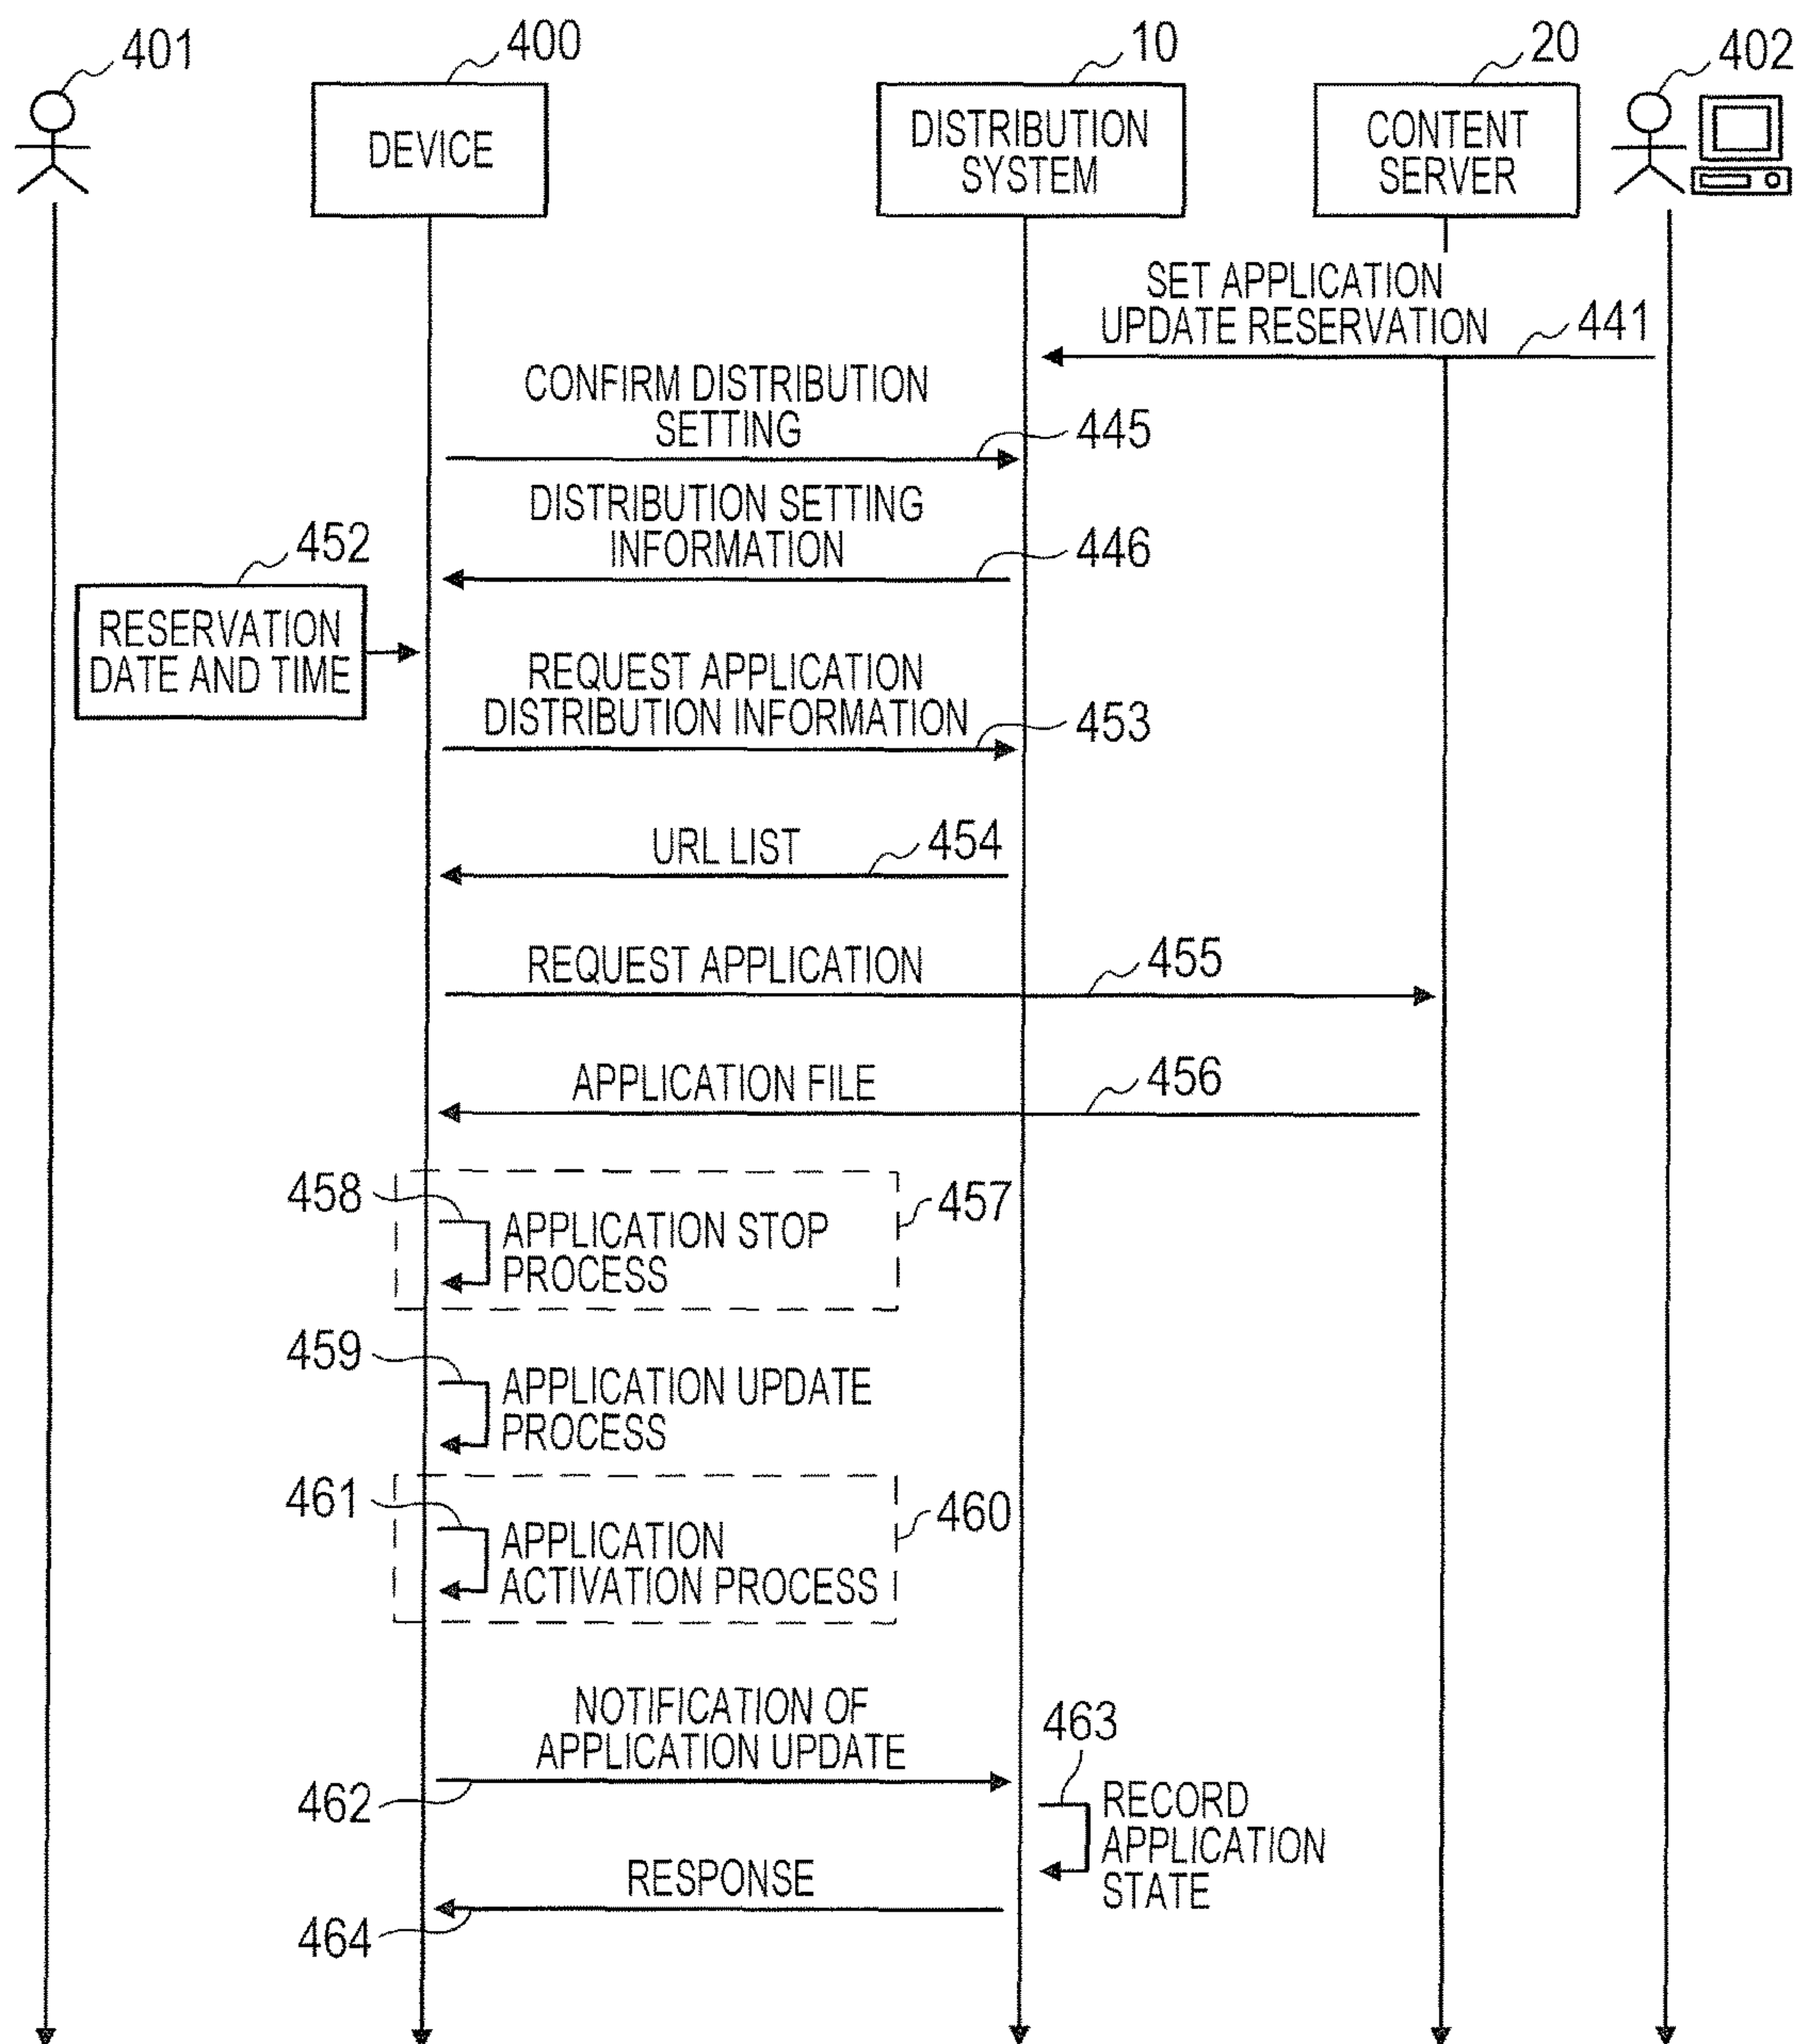 401
400
10
20
402
DEVICE
DISTRIBUTION
SYSTEM
CONTENT
SERVER
SET APPLICATION
UPDATE RESERVATION
441
CONFIRM DISTRIBUTION
SETTING
445
DISTRIBUTION SETTING
INFORMATION
446
452
RESERVATION
DATE AND TIME
REQUEST APPLICATION
DISTRIBUTION INFORMATION
453
URL LIST
454
REQUEST APPLICATION
455
APPLICATION FILE
456
458
APPLICATION STOP
PROCESS
457
459
APPLICATION UPDATE
PROCESS
461
APPLICATION
ACTIVATION PROCESS
460
NOTIFICATION OF
APPLICATION UPDATE
462
463
RECORD
APPLICATION
STATE
RESPONSE
464